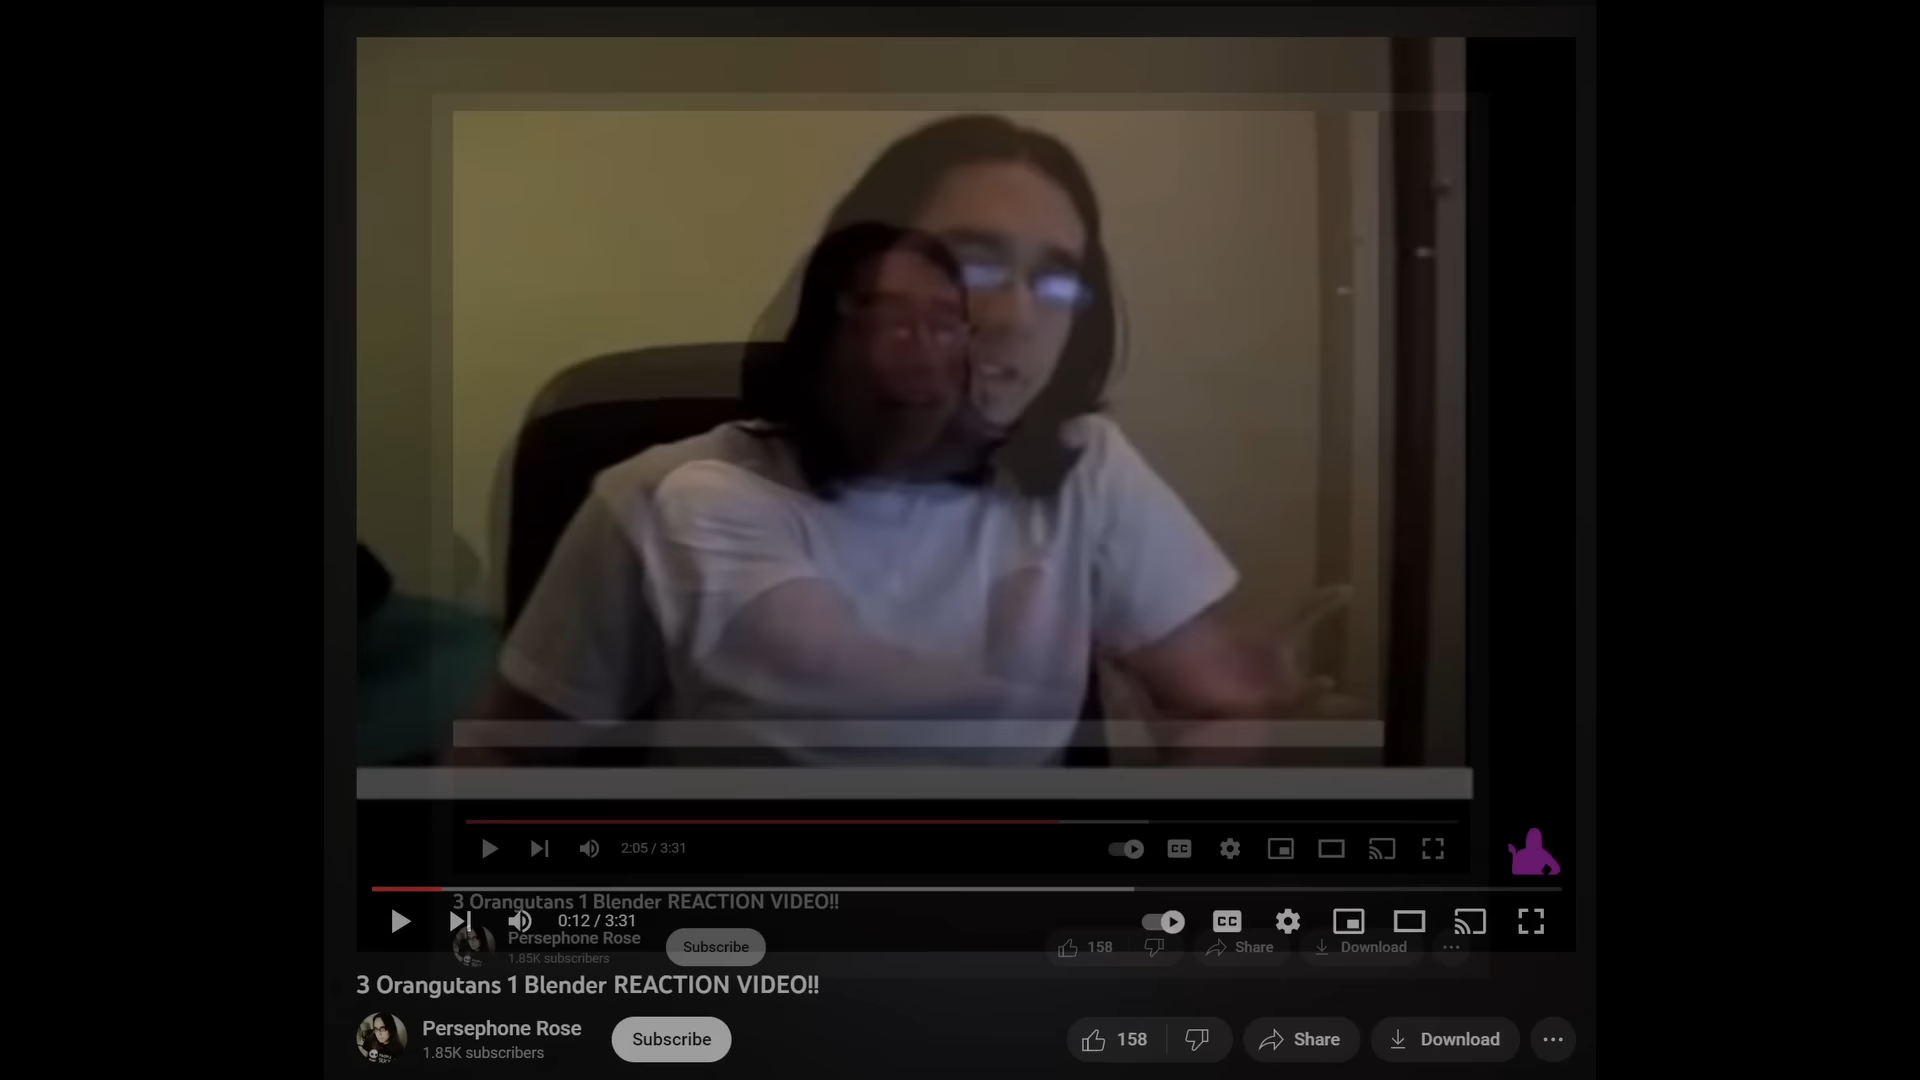 2:05 / 3:31
CC
3 Orangutans 1 Blender REACTION VIDEO!!
0:12 / 3:31
CC
Persephone Rose
1.85K subscribers
Subscribe
158
Share
Download
3 Orangutans 1 Blender REACTION VIDEO!!
Persephone Rose
1.85K subscribers
Subscribe
158
Share
Download